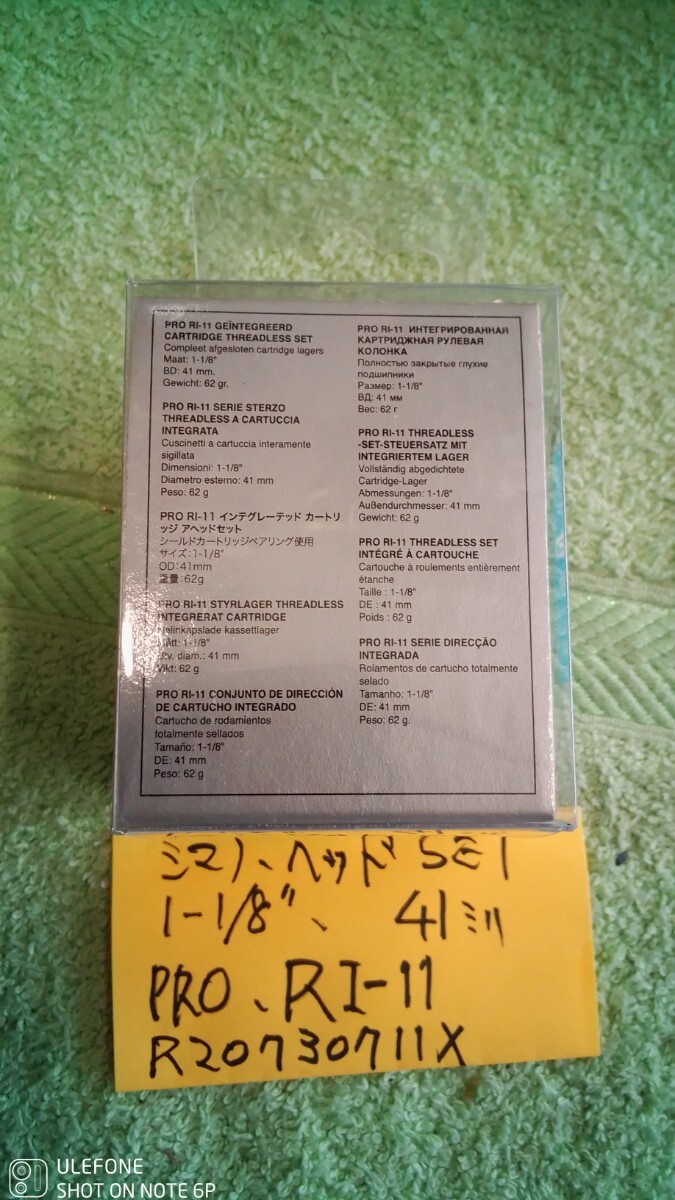 PRO RI-11 GEÏNTEGREERD
CARTRIDGE THREADLESS SET
Compleet afgesloten cartridge lagers
Maat: 1-1/8"
BD: 41 mm.
Gewicht: 62 gr.
PRO RI-11 SERIE STERZO
THREADLESS A CARTUCCIA
INTEGRATA
Cuscinetti a cartuccia interamente
sigillata
Dimensioni: 1-1/8"
Diametro esterno: 41 mm
Peso: 62 g
PRO RI-11 インテグレーテッド カートリ
ッジ アヘッドセット
シールドカートリッジベアリング使用
サイズ:1-1/8"
OD:41mm
重量:62g
PRO RI-11 STYRLAGER THREADLESS
INTEGRERAT CARTRIDGE
Helinkapslade kassettlager
Mått: 1-1/8"
Utv. diam.: 41 mm
Vikt: 62 g
PRO RI-11 CONJUNTO DE DIRECCIÓN
DE CARTUCHO INTEGRADO
Cartucho de rodamientos
totalmente sellados
Tamaño: 1-1/8"
DE: 41 mm
Peso: 62 g
PRO RI-11 ИНТЕГРИРОВАННАЯ
КАРТРИДЖНАЯ РУЛЕВАЯ
КОЛОНКА
Полностью закрытые глухие
подшипники
Размер: 1-1/8"
ВД: 41 мм
Вес: 62 г
PRO RI-11 THREADLESS
-SET-STEUERSATZ MIT
INTEGRIERTEM LAGER
Vollständig abgedichtete
Cartridge-Lager
Abmessungen: 1-1/8"
Außendurchmesser: 41 mm
Gewicht: 62 g
PRO RI-11 THREADLESS SET
INTÉGRÉ À CARTOUCHE
Cartouche à roulements entièrement
étanche
Taille : 1-1/8"
DE : 41 mm
Poids : 62 g
PRO RI-11 SERIE DIRECÇÃO
INTEGRADA
Rolamentos de cartucho totalmente
selado
Tamanho: 1-1/8"
DE: 41 mm
Peso: 62 g.
シマノ、ヘッド SET
1-1/8"、 41ミリ
PRO、RI-11
R20730711X
ULEFONE
SHOT ON NOTE 6P